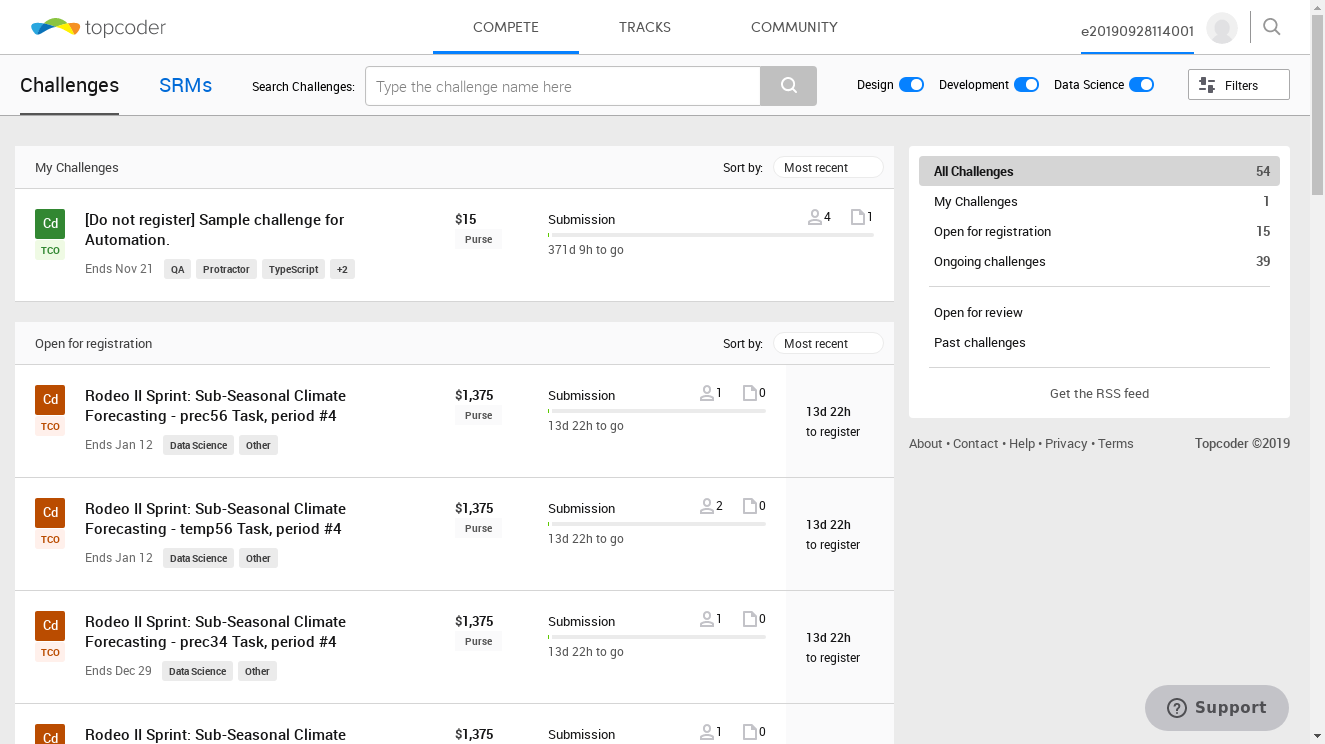 topcoder
COMPETE
TRACKS
COMMUNITY
e20190928114001
Challenges
SRMs
Search Challenges:
Type the challenge name here
Design
Development
Data Science
Filters
My Challenges
Sort by:
Most recent
Cd
TCO
[Do not register] Sample challenge for
Automation.
Ends Nov 21
QA
Protractor
TypeScript
+2
$15
Purse
Submission
4
1
371d 9h to go
Open for registration
Sort by:
Most recent
Cd
TCO
Rodeo II Sprint: Sub-Seasonal Climate
Forecasting - prec56 Task, period #4
Ends Jan 12
Data Science
Other
$1,375
Purse
Submission
1
0
13d 22h to go
13d 22h
to register
Cd
TCO
Rodeo II Sprint: Sub-Seasonal Climate
Forecasting - temp56 Task, period #4
Ends Jan 12
Data Science
Other
$1,375
Purse
Submission
2
0
13d 22h to go
13d 22h
to register
Cd
TCO
Rodeo II Sprint: Sub-Seasonal Climate
Forecasting - prec34 Task, period #4
Ends Dec 29
Data Science
Other
$1,375
Purse
Submission
1
0
13d 22h to go
13d 22h
to register
Cd
Rodeo II Sprint: Sub-Seasonal Climate
$1,375
Submission
1
0
All Challenges 54
My Challenges 1
Open for registration 15
Ongoing challenges 39
Open for review
Past challenges
Get the RSS feed
About • Contact • Help • Privacy • Terms
Topcoder ©2019
Support